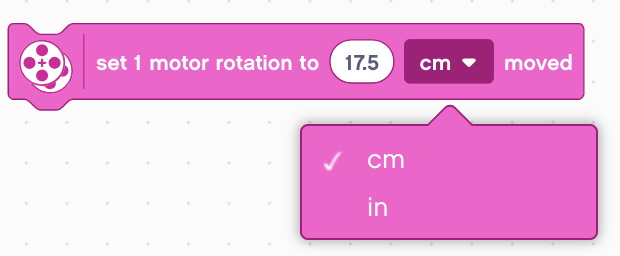 set 1 motor rotation to 17.5 cm moved
cm
in